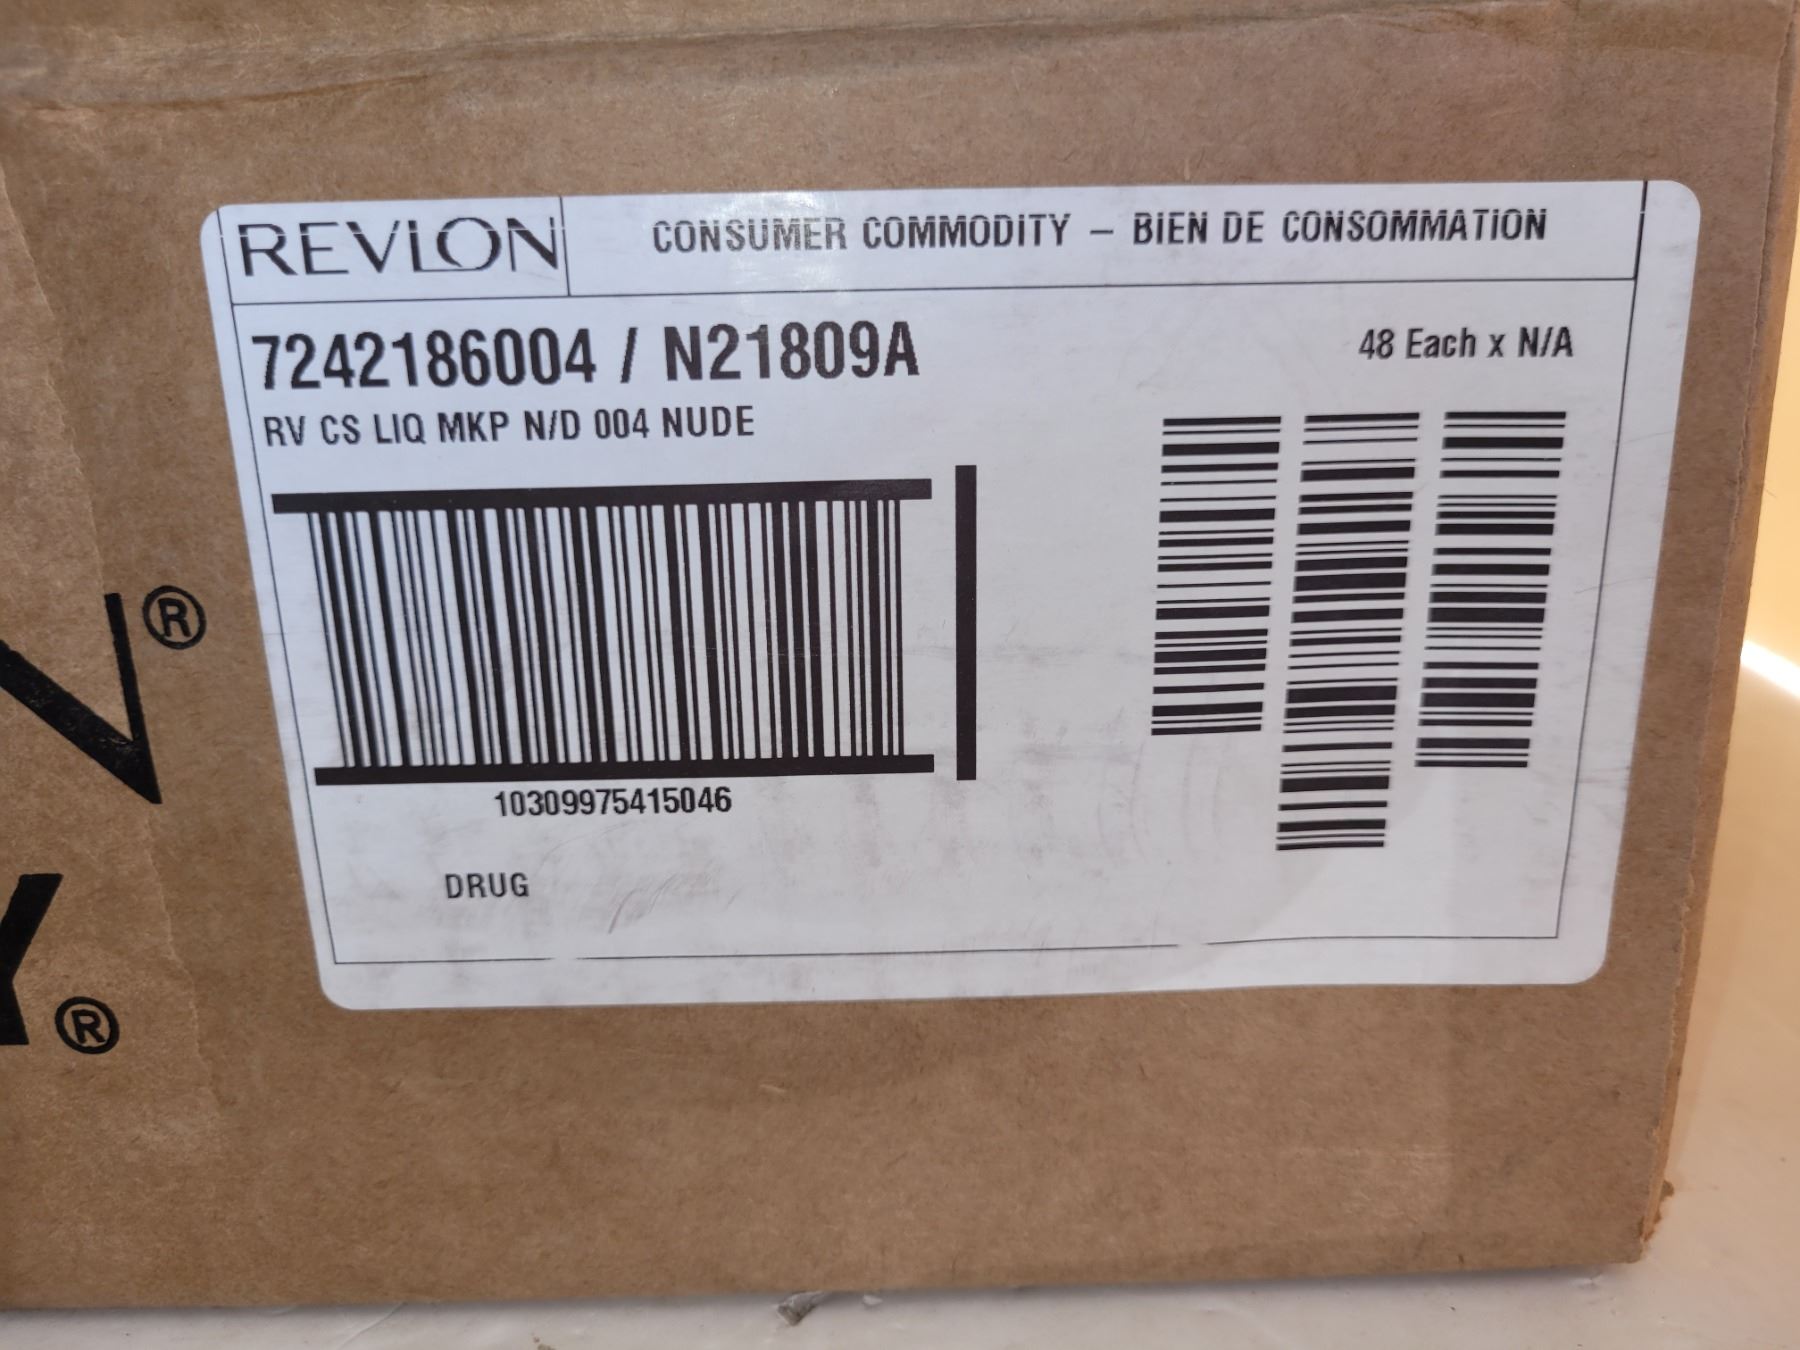 REVLON
CONSUMER COMMODITY – BIEN DE CONSOMMATION
7242186004 / N21809A
48 Each x N/A
RV CS LIQ MKP N/D 004 NUDE
10309975415046
DRUG
N®
Y®